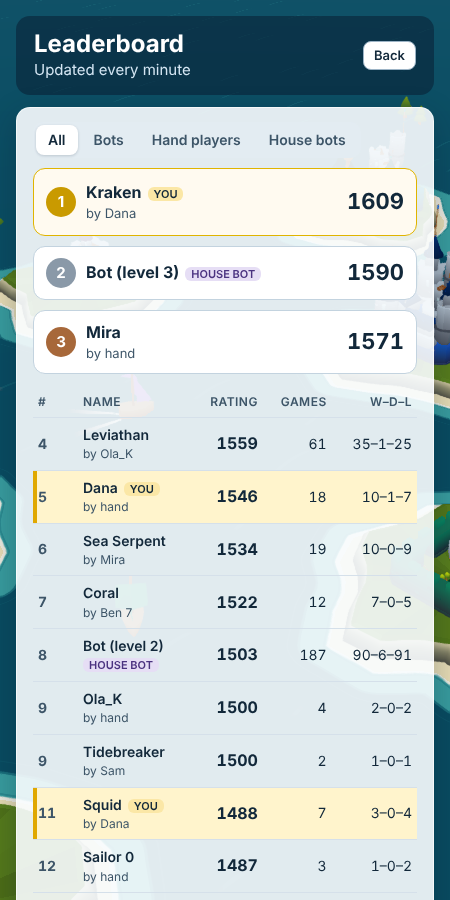 Leaderboard
Updated every minute
Back
All Bots Hand players House bots
1 Kraken YOU 1609
by Dana
2 Bot (level 3) HOUSE BOT 1590
3 Mira 1571
by hand
# NAME RATING GAMES W–D–L
4 Leviathan 1559 61 35–1–25
by Ola_K
5 Dana YOU 1546 18 10–1–7
by hand
6 Sea Serpent 1534 19 10–0–9
by Mira
7 Coral 1522 12 7–0–5
by Ben 7
8 Bot (level 2) 1503 187 90–6–91
HOUSE BOT
9 Ola_K 1500 4 2–0–2
by hand
9 Tidebreaker 1500 2 1–0–1
by Sam
11 Squid YOU 1488 7 3–0–4
by Dana
12 Sailor 0 1487 3 1–0–2
by hand